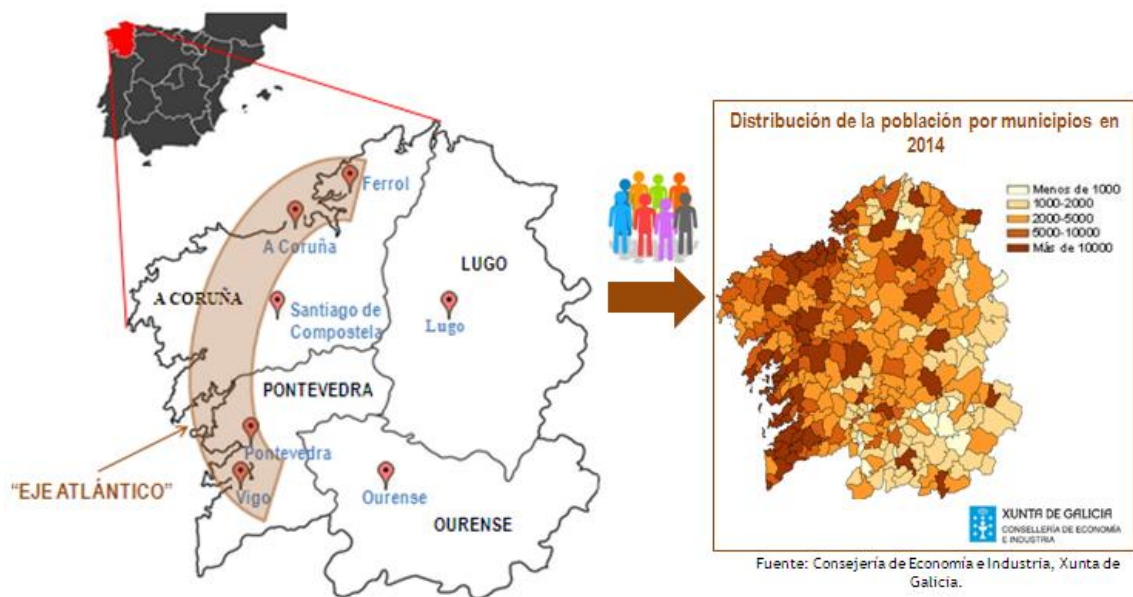 Ferrol
A Coruña
A CORUÑA
LUGO
Santiago de
Compostela
Lugo
PONTEVEDRA
Pontevedra
"EJE ATLÁNTICO"
Vigo
Ourense
OURENSE
Distribución de la población por municipios en
2014
Menos de 1000
1000-2000
2000-5000
5000-10000
Más de 10000
XUNTA DE GALICIA
CONSELLERÍA DE ECONOMÍA
E INDUSTRIA
Fuente: Consejería de Economía e Industria, Xunta de
Galicia.